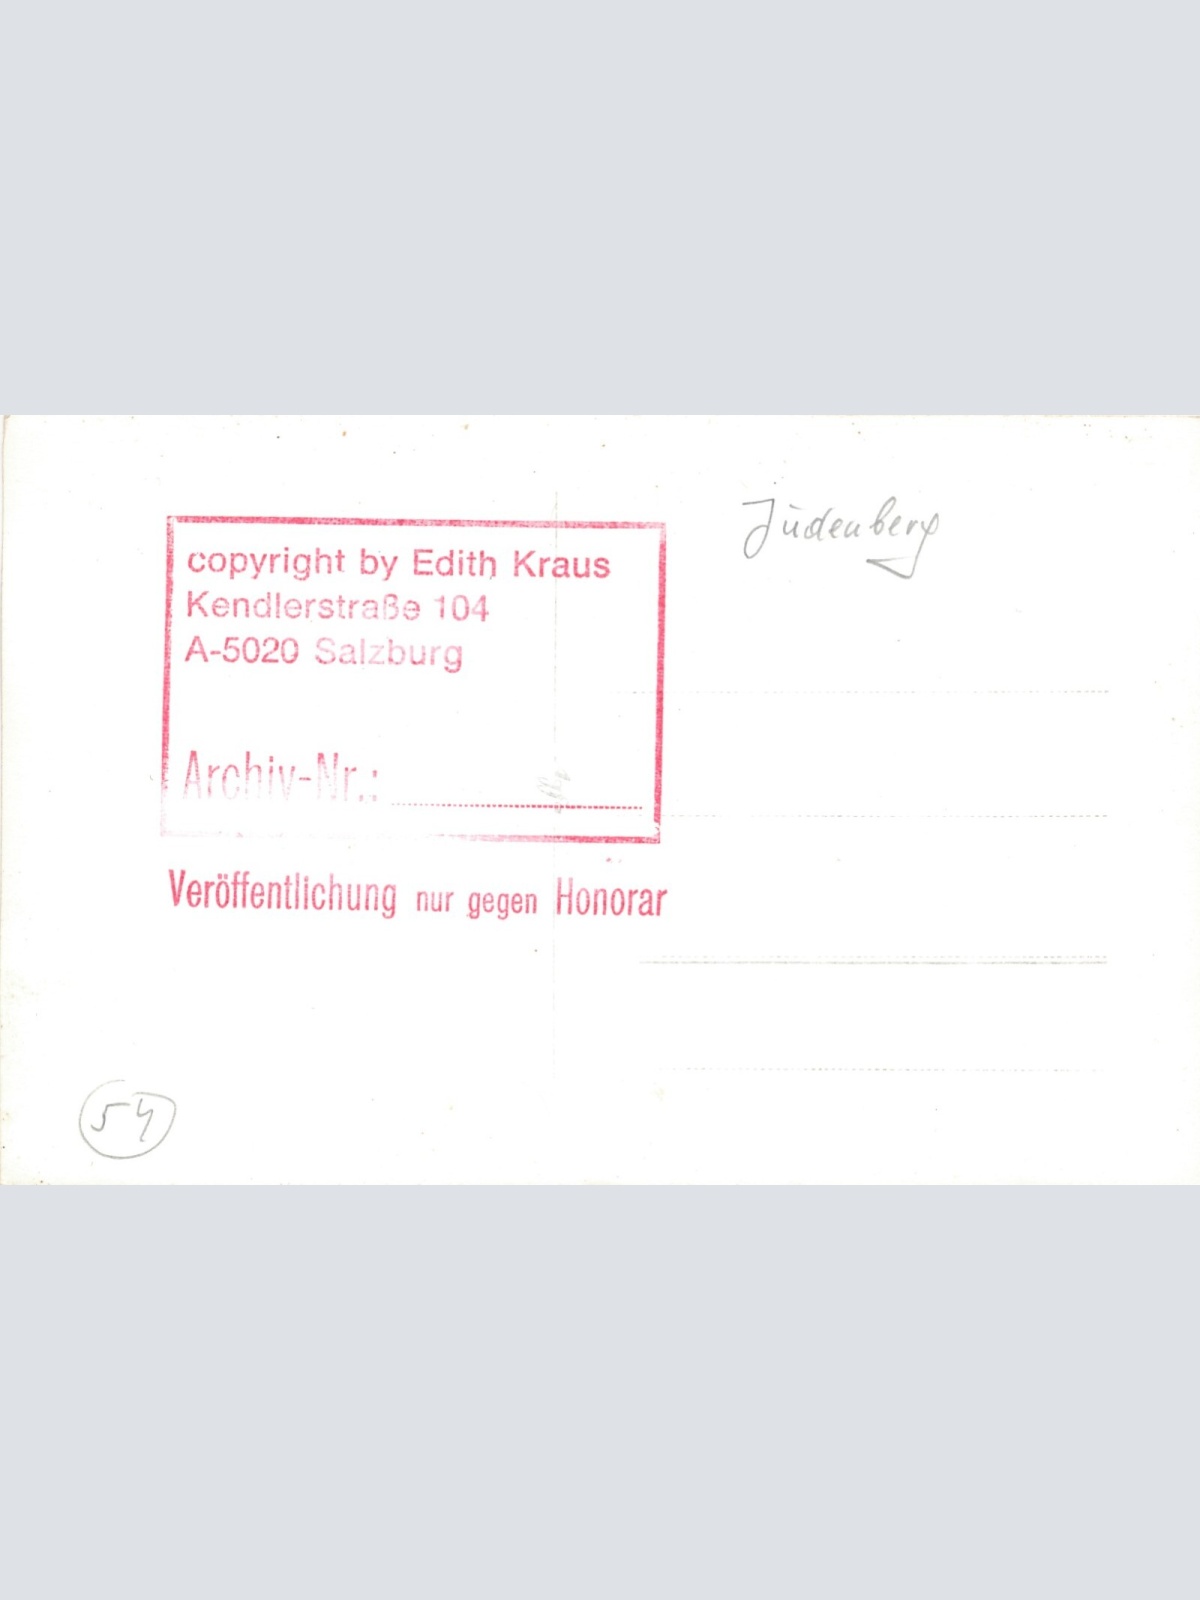 copyright by Edith Kraus
Kendlerstraße 104
A-5020 Salzburg
Archiv-Nr.:
Veröffentlichung nur gegen Honorar
Judenberg
54